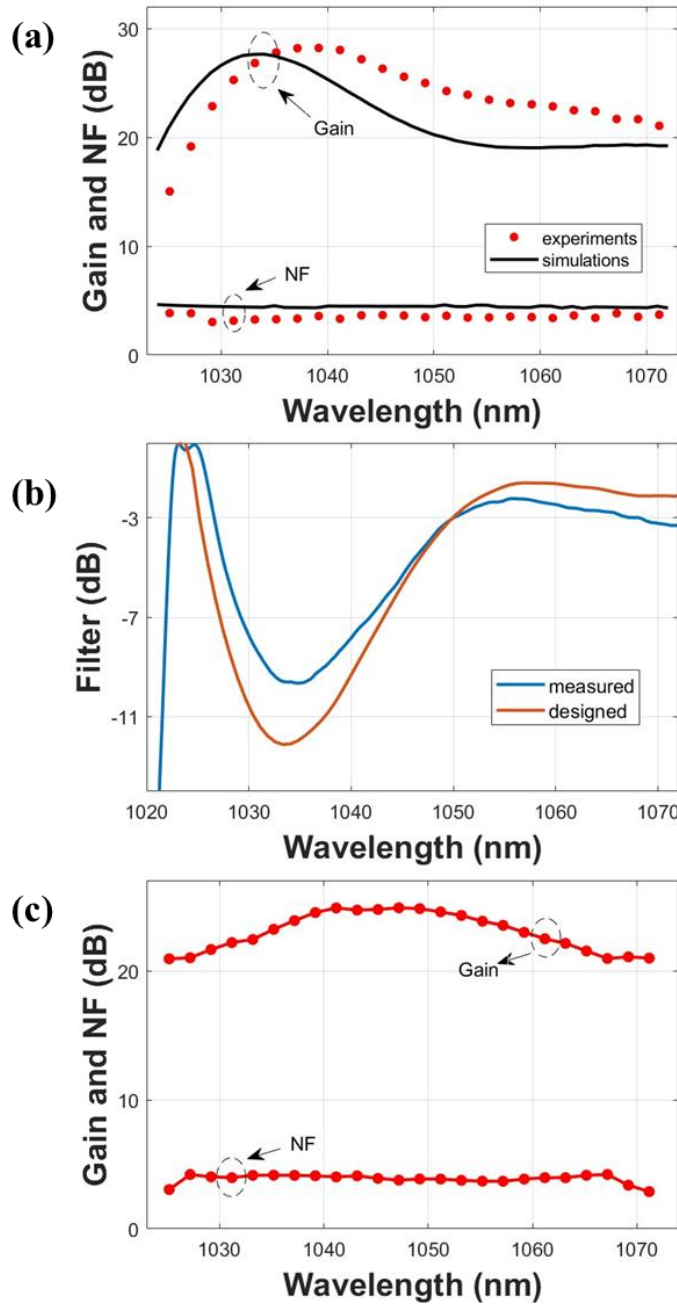 (a)
Gain and NF (dB)
30
20
10
0
Gain
NF
experiments
simulations
1030 1040 1050 1060 1070
Wavelength (nm)
(b)
Filter (dB)
-3
-7
-11
measured
designed
1020 1030 1040 1050 1060 1070
Wavelength (nm)
(c)
Gain and NF (dB)
20
10
0
Gain
NF
1030 1040 1050 1060 1070
Wavelength (nm)